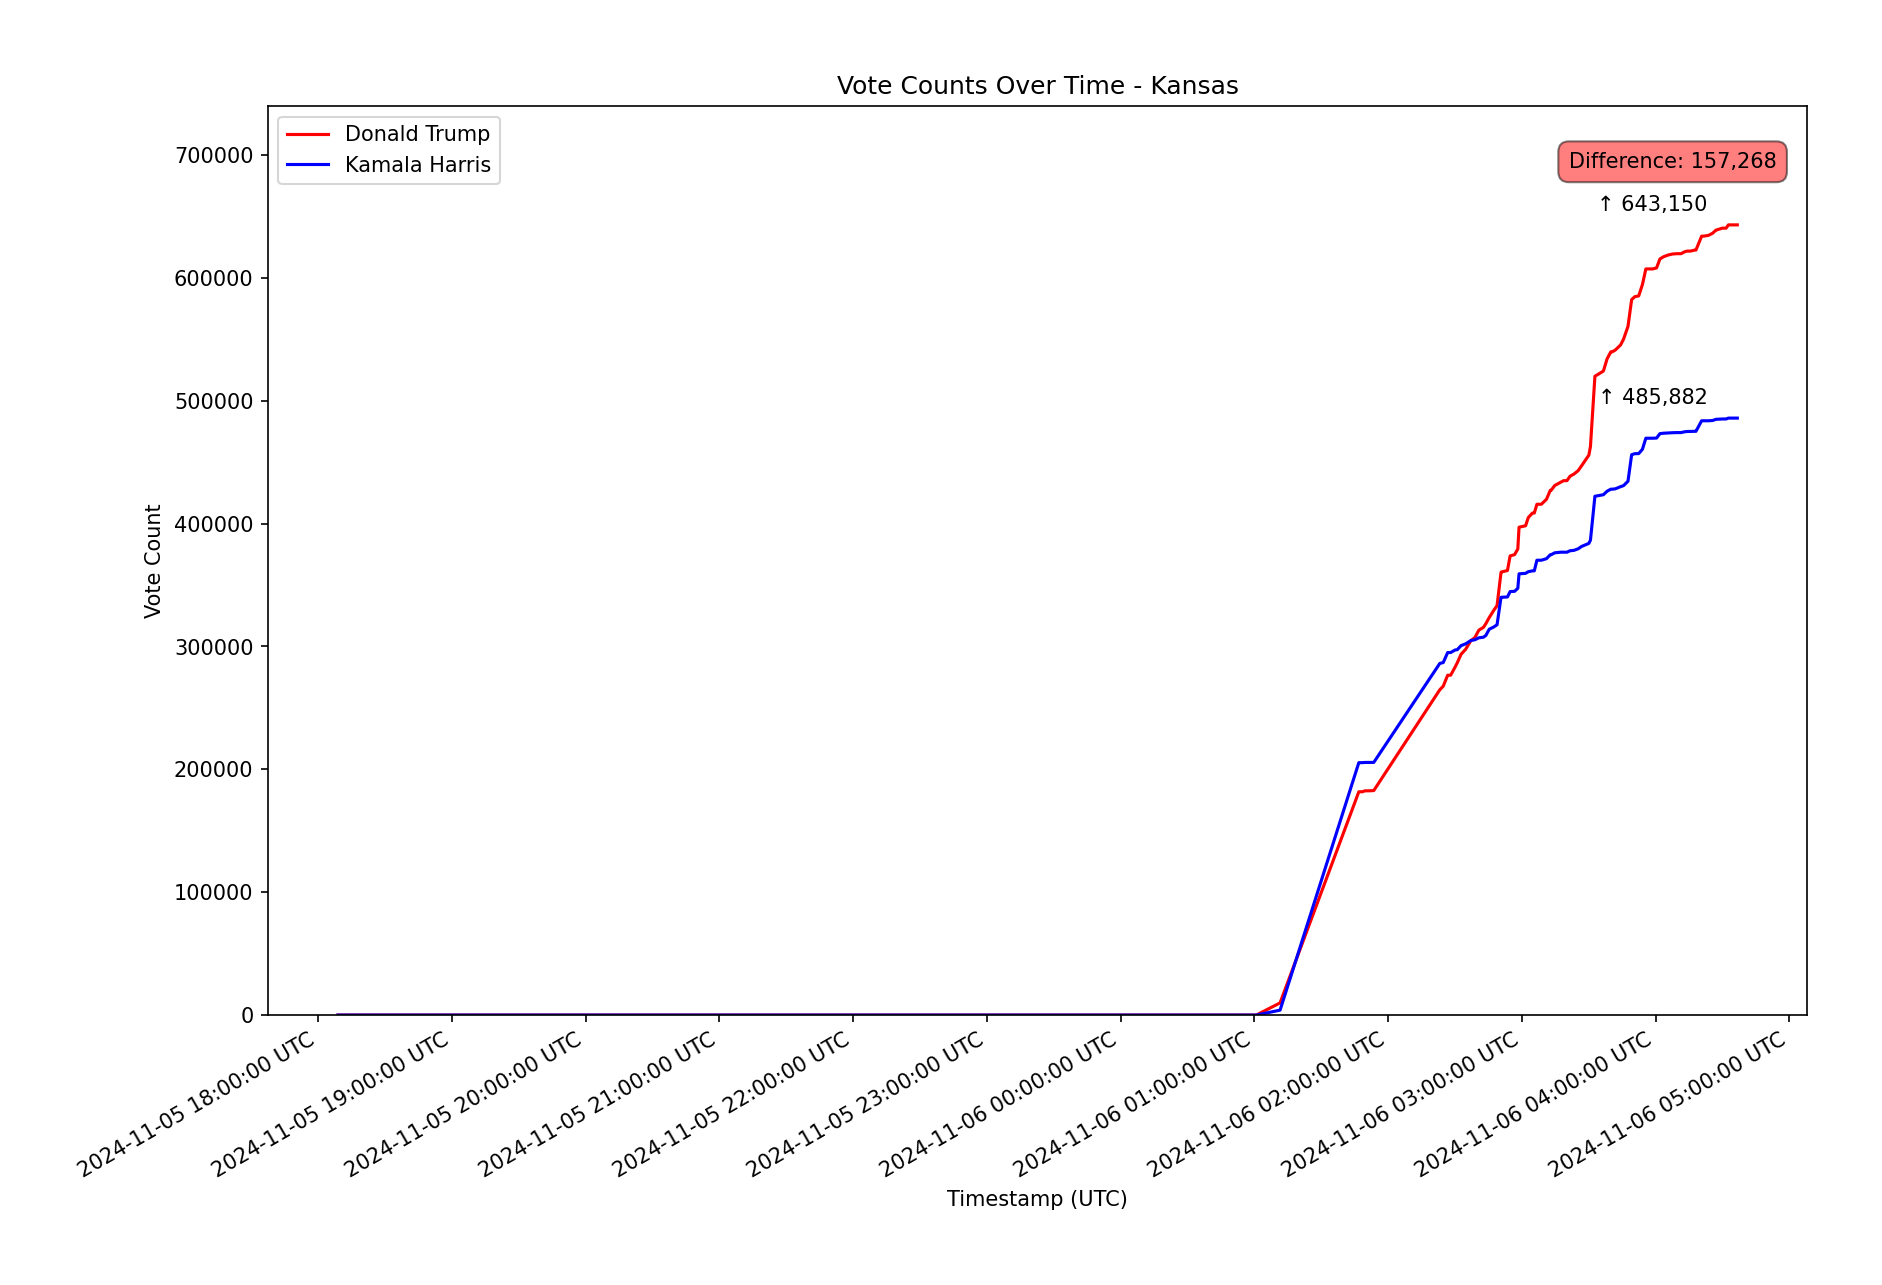 Vote Counts Over Time - Kansas
Donald Trump
Kamala Harris
Difference: 157,268
↑ 643,150
↑ 485,882
Vote Count
700000
600000
500000
400000
300000
200000
100000
0
2024-11-05 18:00:00 UTC
2024-11-05 19:00:00 UTC
2024-11-05 20:00:00 UTC
2024-11-05 21:00:00 UTC
2024-11-05 22:00:00 UTC
2024-11-05 23:00:00 UTC
2024-11-06 00:00:00 UTC
2024-11-06 01:00:00 UTC
2024-11-06 02:00:00 UTC
2024-11-06 03:00:00 UTC
2024-11-06 04:00:00 UTC
2024-11-06 05:00:00 UTC
Timestamp (UTC)